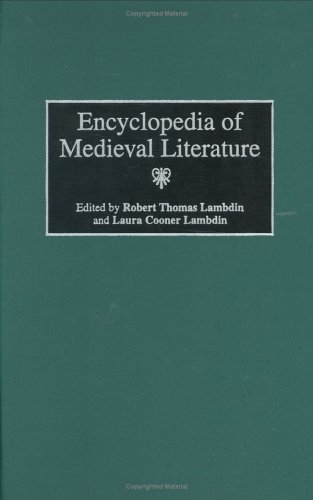 Encyclopedia of
Medieval Literature
Edited by Robert Thomas Lambdin
and Laura Cooner Lambdin